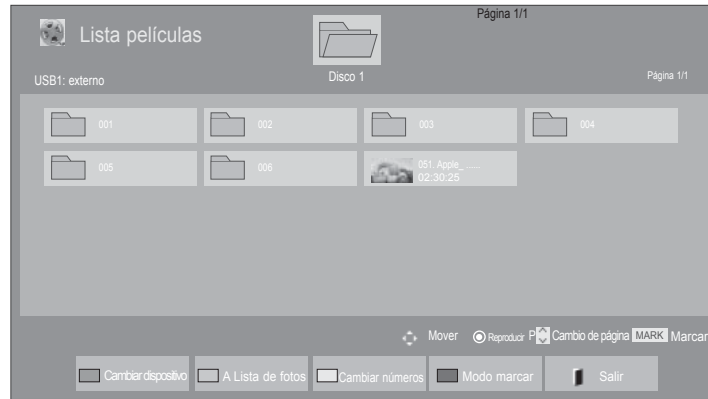 Página 1/1
Lista películas
USB1: externo
Disco 1
Página 1/1
001
002
003
004
005
006
051. Apple_ ......
02:30:25
Mover
Reproducir
P
Cambio de página
MARK
Marcar
Cambiar dispositivo
A Lista de fotos
Cambiar números
Modo marcar
Salir